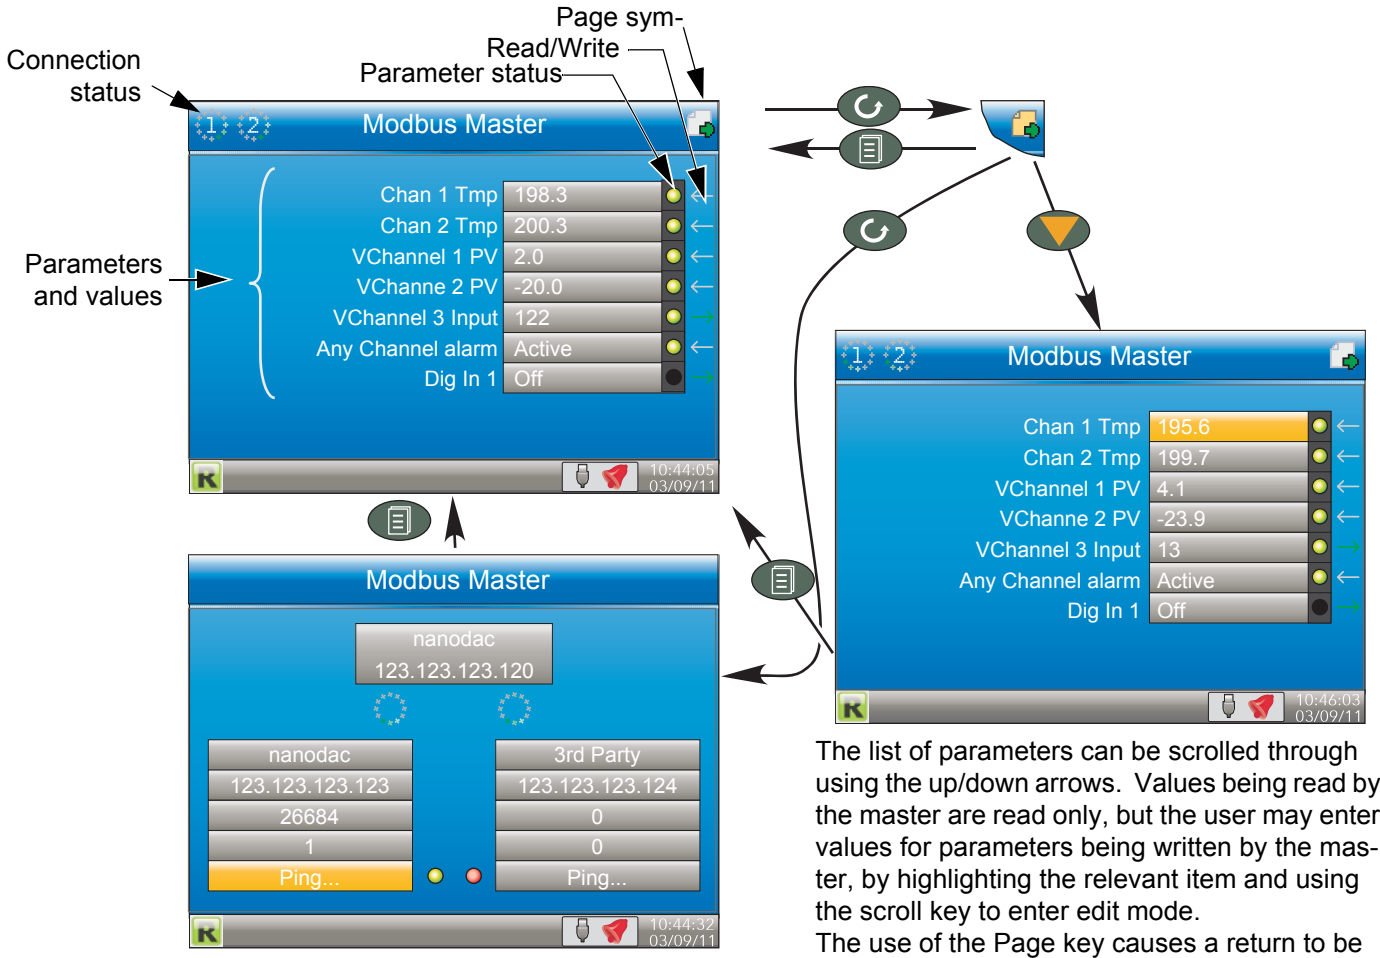 Page sym-
Read/Write
Parameter status
Connection
status
Parameters
and values
1 2 Modbus Master
Chan 1 Tmp 198.3
Chan 2 Tmp 200.3
VChannel 1 PV 2.0
VChanne 2 PV -20.0
VChannel 3 Input 122
Any Channel alarm Active
Dig In 1 Off
R 10:44:05
03/09/11
1 2 Modbus Master
Chan 1 Tmp 195.6
Chan 2 Tmp 199.7
VChannel 1 PV 4.1
VChanne 2 PV -23.9
VChannel 3 Input 13
Any Channel alarm Active
Dig In 1 Off
R 10:46:03
03/09/11
Modbus Master
nanodac
123.123.123.120
nanodac 3rd Party
123.123.123.123 123.123.123.124
26684 0
1 0
Ping... Ping...
R 10:44:32
03/09/11
The list of parameters can be scrolled through
using the up/down arrows. Values being read by
the master are read only, but the user may enter
values for parameters being written by the mas-
ter, by highlighting the relevant item and using
the scroll key to enter edit mode.
The use of the Page key causes a return to be